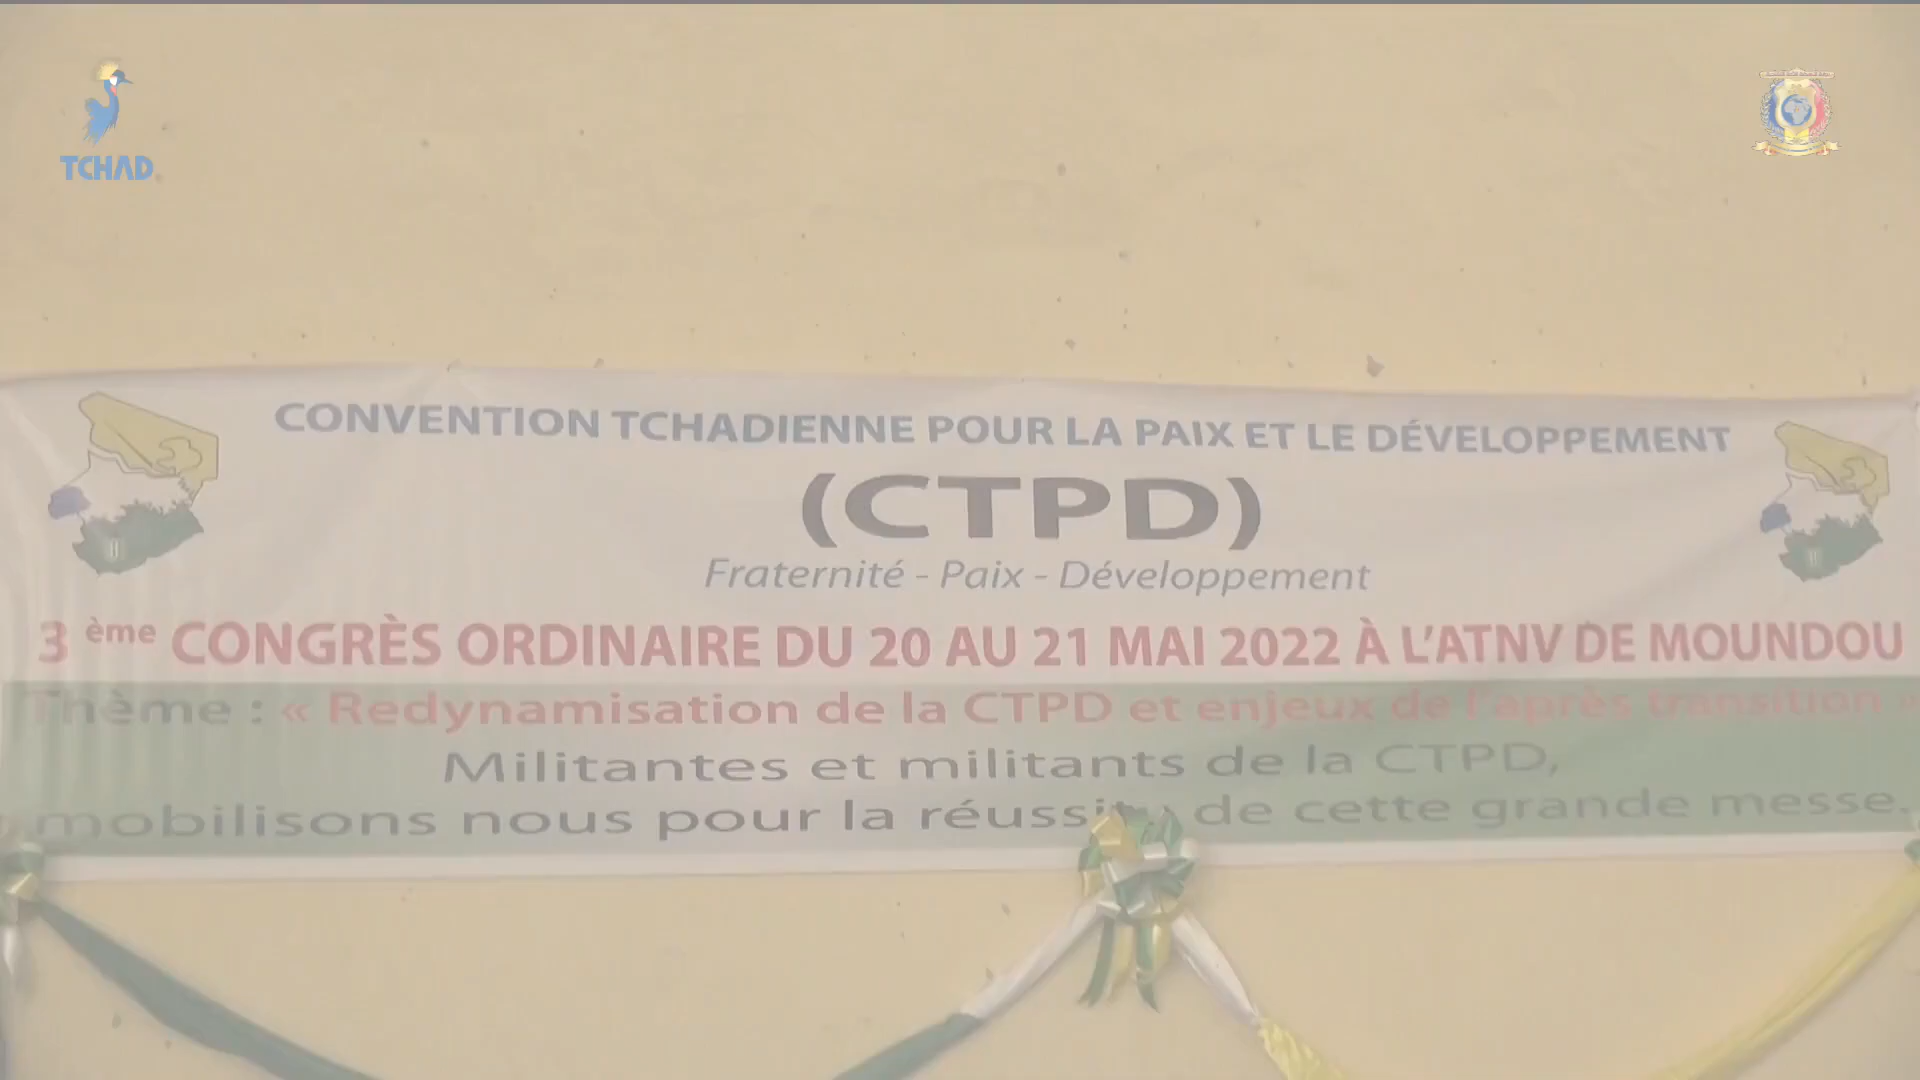 TCHAD
CONVENTION TCHADIENNE POUR LA PAIX ET LE DÉVELOPPEMENT
(CTPD)
Fraternité - Paix - Développement
3 ème CONGRÈS ORDINAIRE DU 20 AU 21 MAI 2022 À L'ATNV DE MOUNDOU
Thème : « Redynamisation de la CTPD et enjeux de l'après transition »
Militantes et militants de la CTPD,
mobilisons nous pour la réussi de cette grande messe.